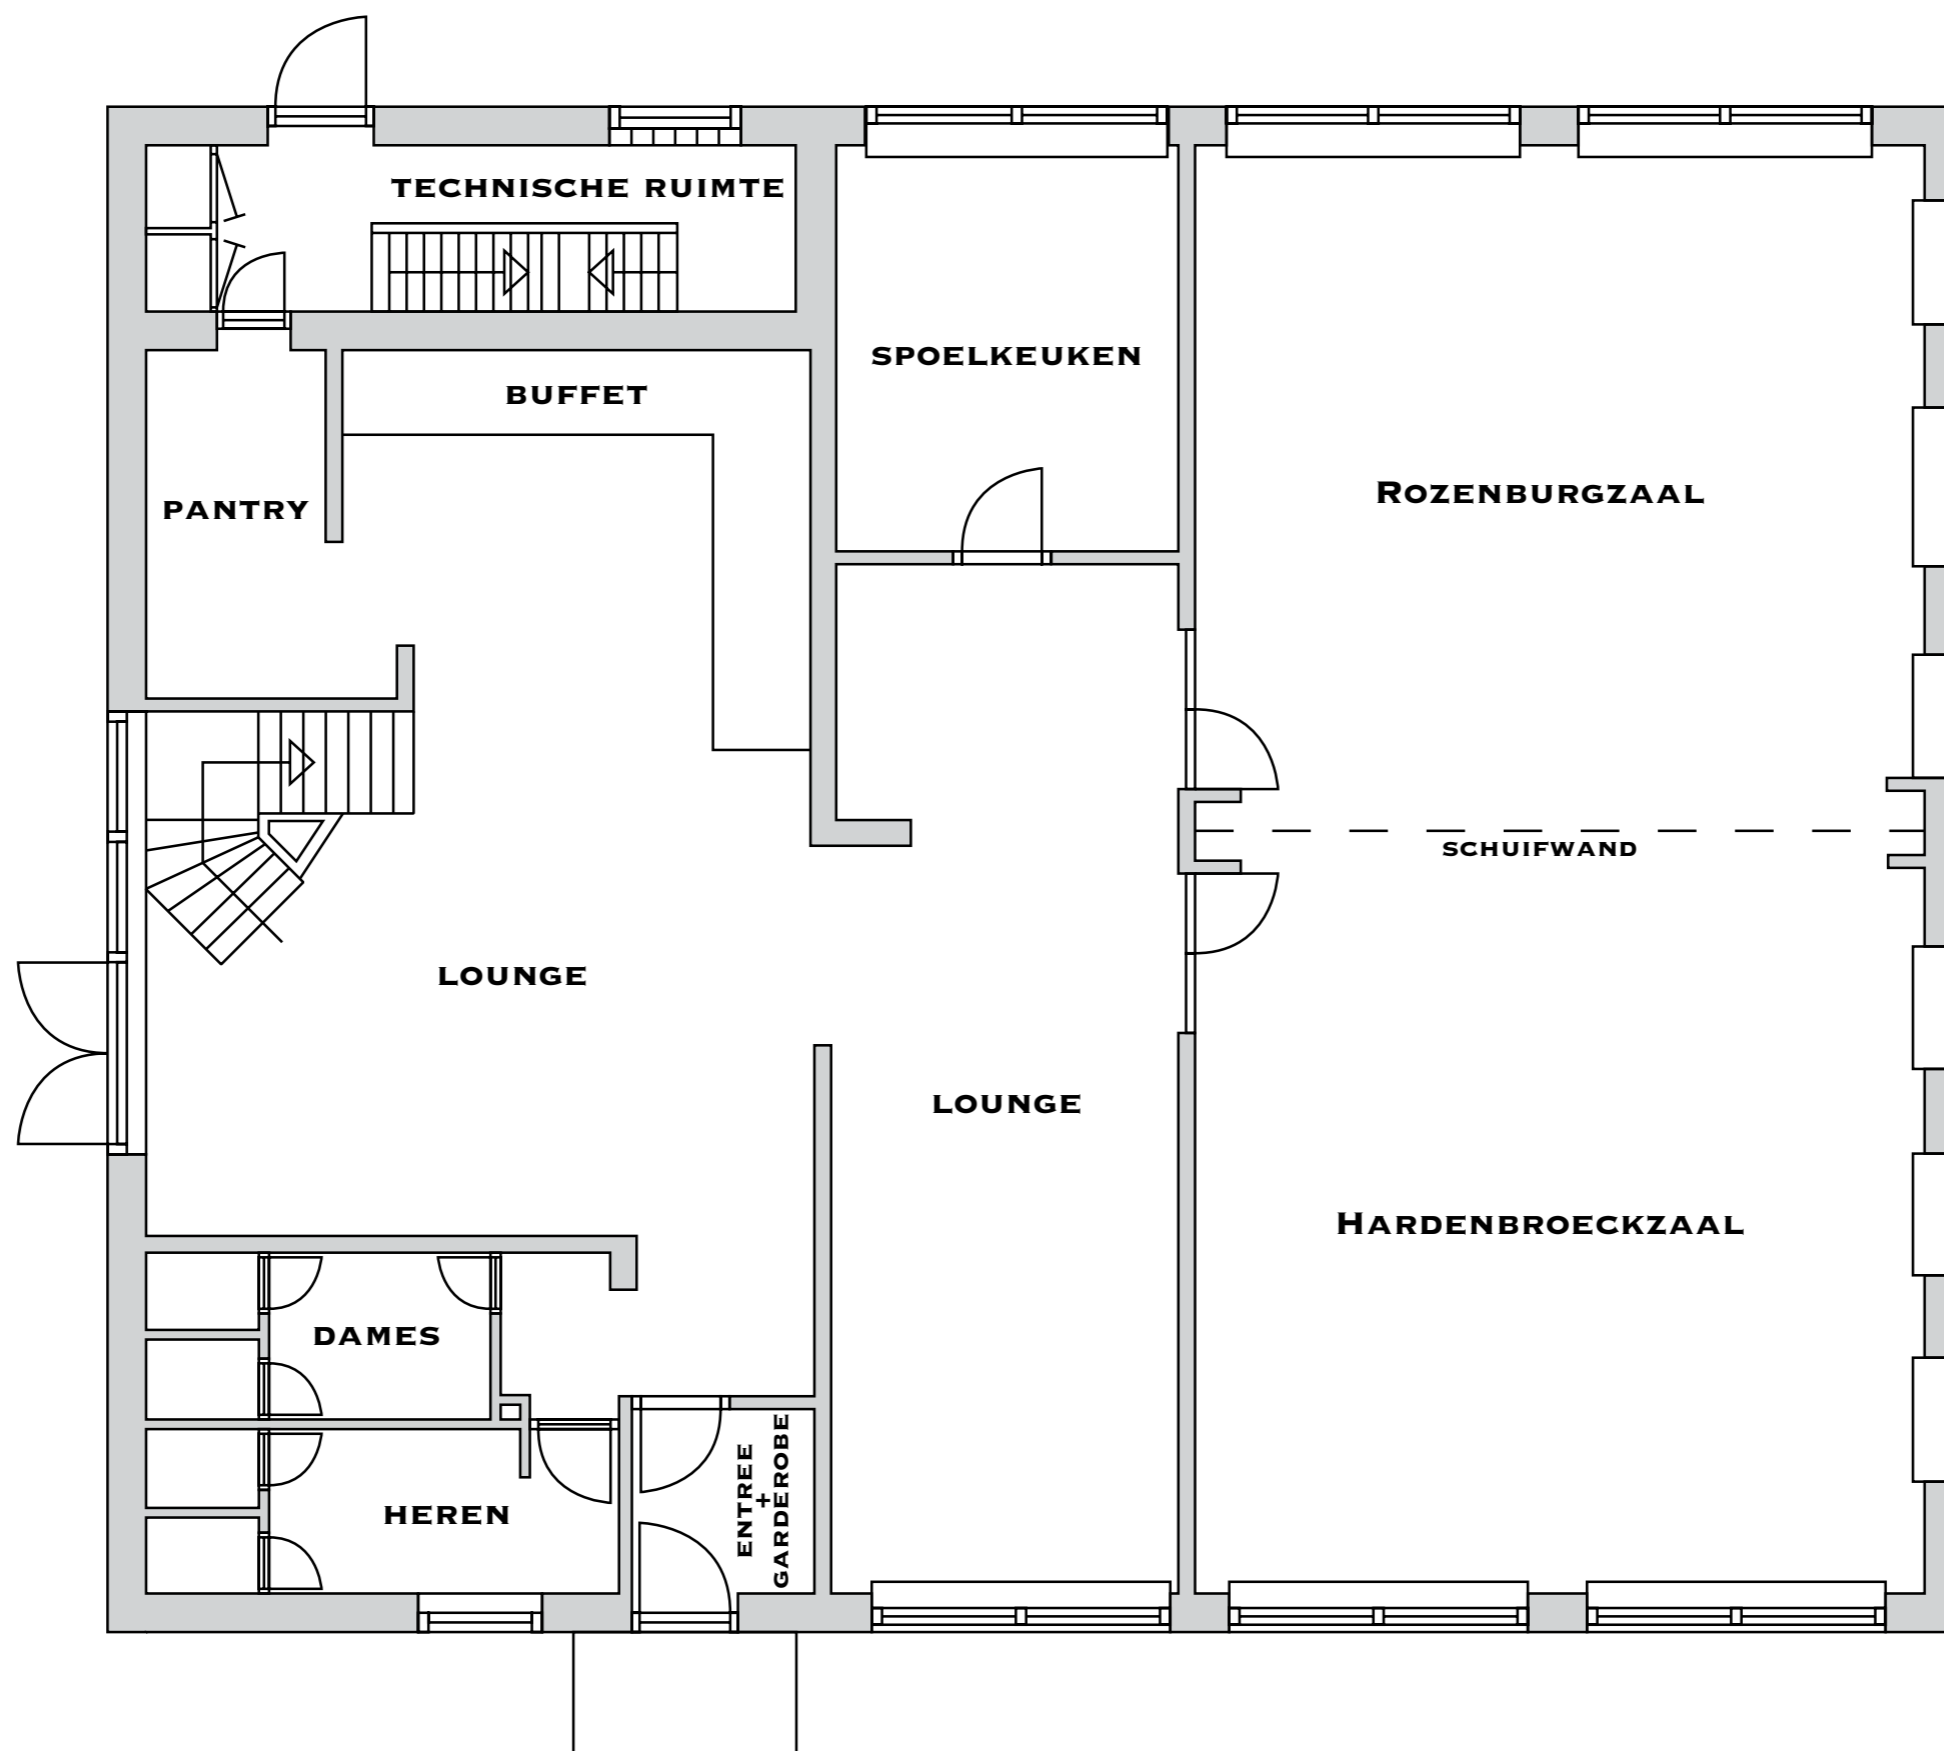 TECHNISCHE RUIMTE
SPOELKEUKEN
BUFFET
ROZENBURGZAAL
PANTRY
SCHUIFWAND
LOUNGE
LOUNGE
HARDENBROECKZAAL
DAMES
HEREN
ENTREE
+
GARDEROBE